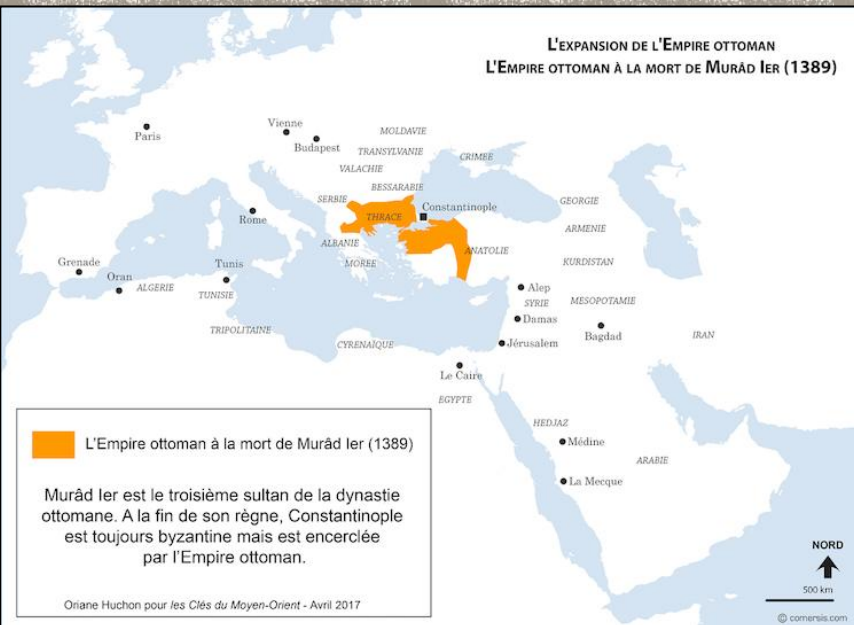 L'EXPANSION DE L'EMPIRE OTTOMAN
L'EMPIRE OTTOMAN À LA MORT DE MURÂD IER (1389)
Paris
Vienne
Budapest
MOLDAVIE
TRANSYLVANIE
CRIMEE
VALACHIE
BESSARABIE
SERBIE
Constantinople
GEORGIE
Rome
THRACE
ARMENIE
ALBANIE
ANATOLIE
MOREE
KURDISTAN
Grenade
Oran
Tunis
ALGERIE
TUNISIE
Alep
SYRIE
MESOPOTAMIE
TRIPOLITAINE
Damas
Bagdad
IRAN
CYRENAÏQUE
Jérusalem
Le Caire
EGYPTE
HEDJAZ
Médine
ARABIE
La Mecque
L'Empire ottoman à la mort de Murâd Ier (1389)
Murâd Ier est le troisième sultan de la dynastie
ottomane. A la fin de son règne, Constantinople
est toujours byzantine mais est encerclée
par l'Empire ottoman.
Oriane Huchon pour les Clés du Moyen-Orient - Avril 2017
NORD
500 km
© comersis.com